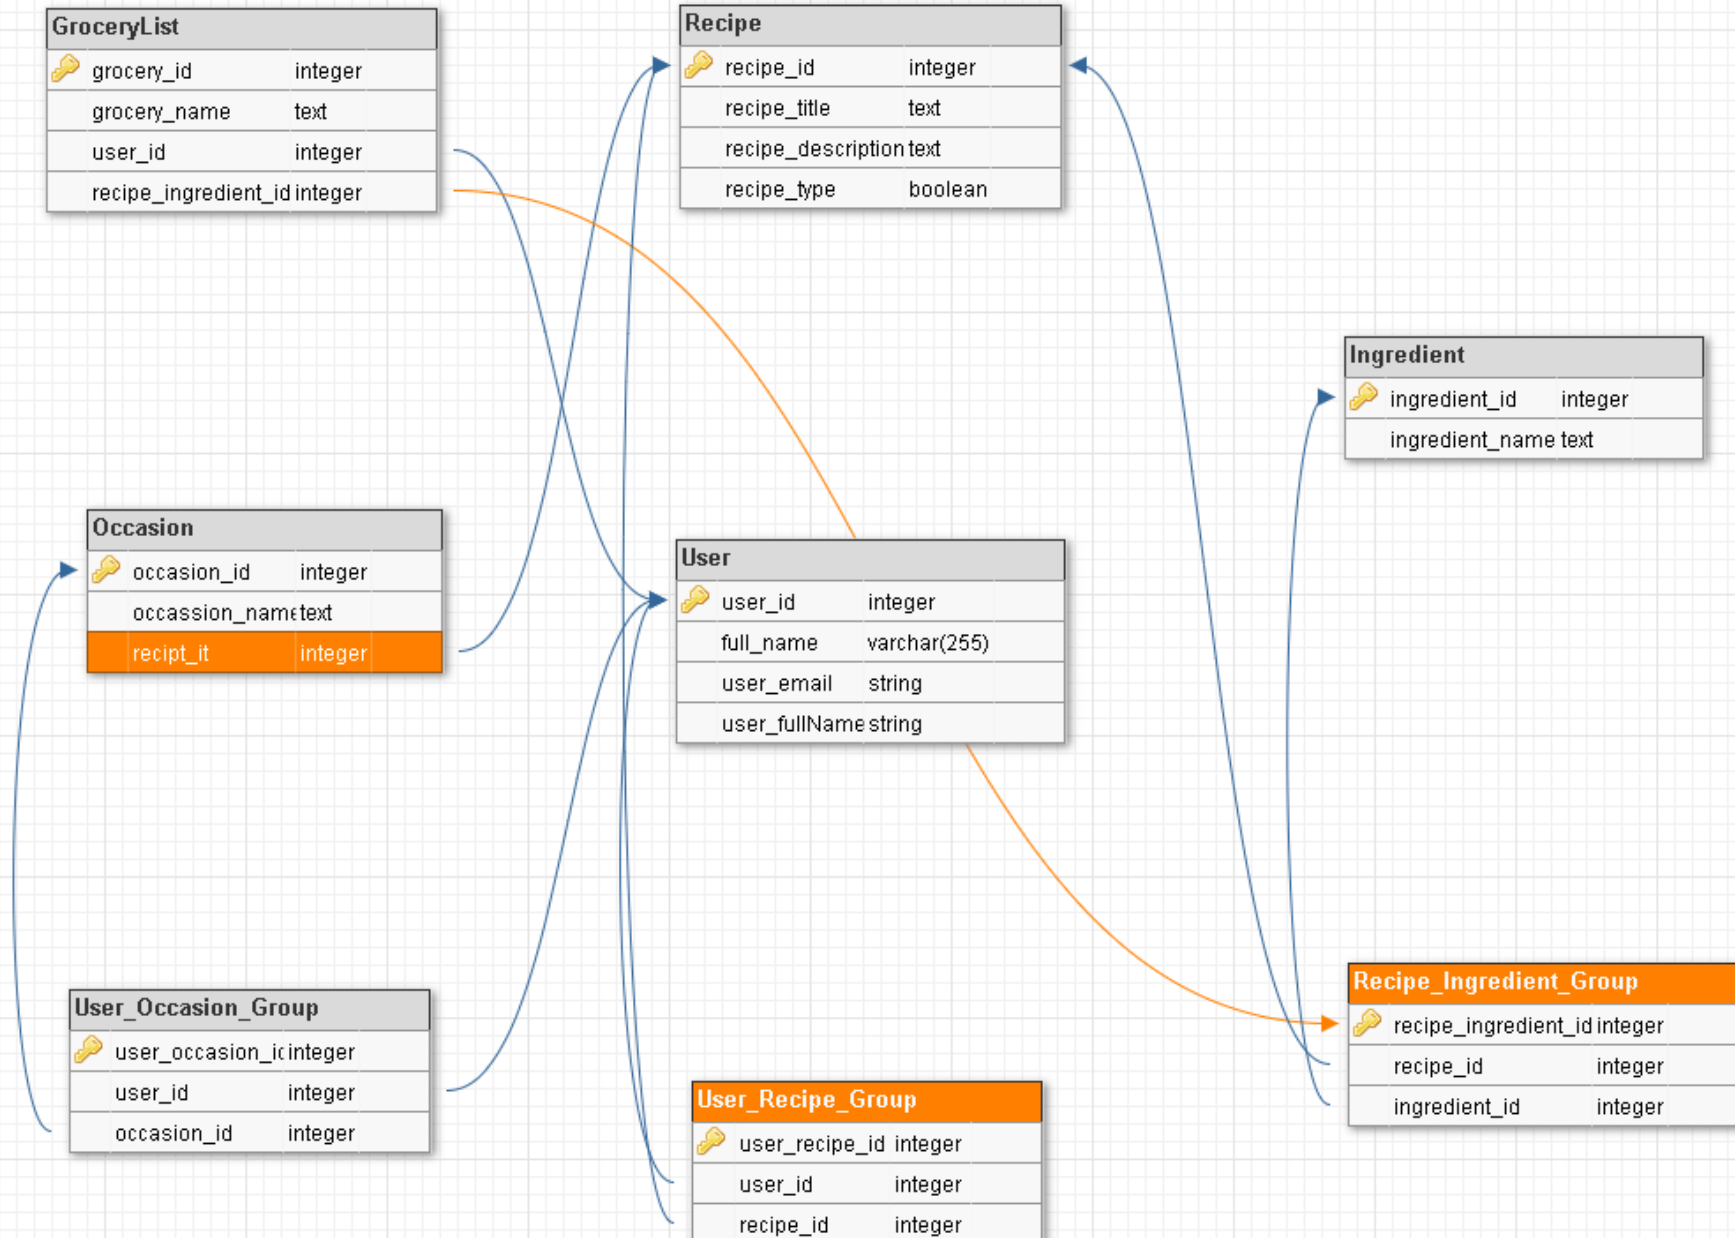 GroceryList
grocery_id integer
grocery_name text
user_id integer
recipe_ingredient_id integer
Recipe
recipe_id integer
recipe_title text
recipe_description text
recipe_type boolean
Ingredient
ingredient_id integer
ingredient_name text
Occasion
occasion_id integer
occassion_name text
recipt_it integer
User
user_id integer
full_name varchar(255)
user_email string
user_fullName string
User_Occasion_Group
user_occasion_id integer
user_id integer
occasion_id integer
User_Recipe_Group
user_recipe_id integer
user_id integer
recipe_id integer
Recipe_Ingredient_Group
recipe_ingredient_id integer
recipe_id integer
ingredient_id integer